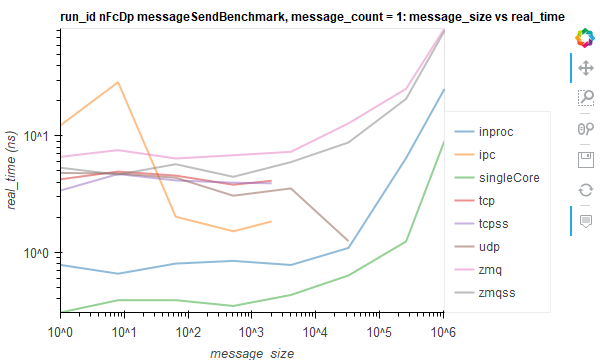 run_id nFcDp messageSendBenchmark, message_count = 1: message_size vs real_time
real_time (ns)
10^1
10^0
10^0 10^1 10^2 10^3 10^4 10^5 10^6
message_size
inproc
ipc
singleCore
tcp
tcpss
udp
zmq
zmqss